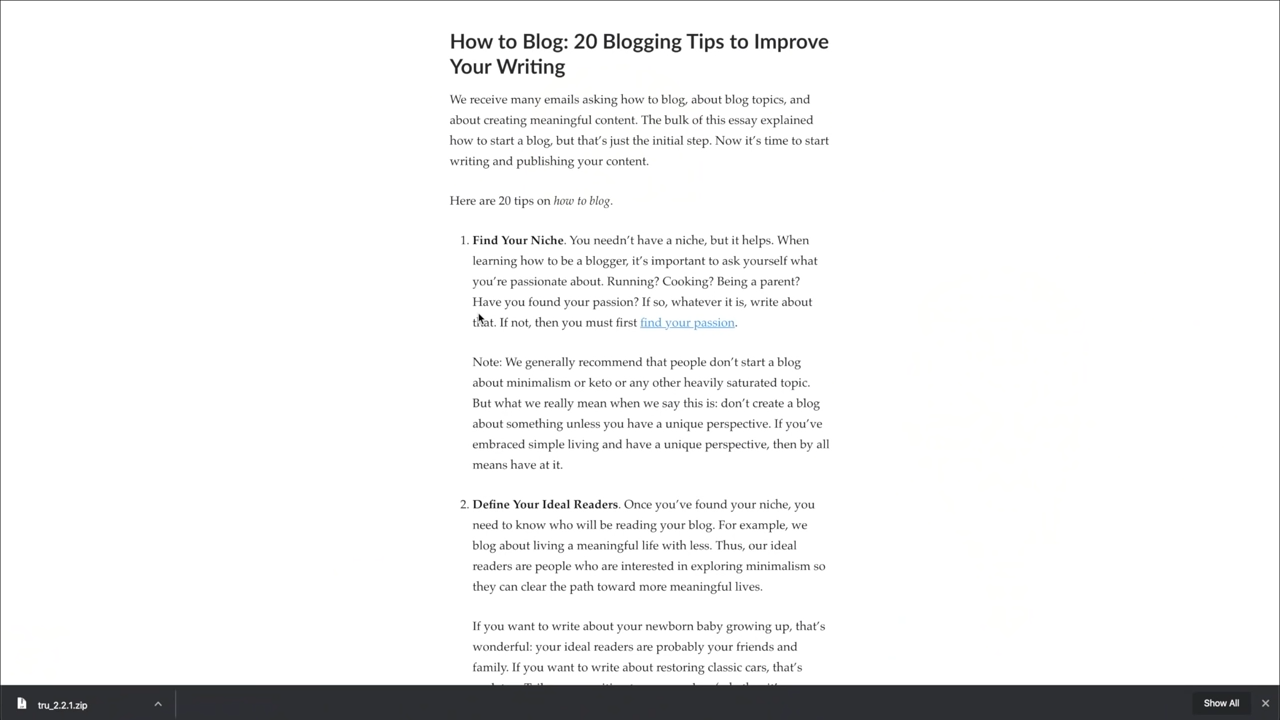 How to Blog: 20 Blogging Tips to Improve
Your Writing
We receive many emails asking how to blog, about blog topics, and
about creating meaningful content. The bulk of this essay explained
how to start a blog, but that's just the initial step. Now it's time to start
writing and publishing your content.
Here are 20 tips on how to blog.
1. Find Your Niche. You needn't have a niche, but it helps. When
learning how to be a blogger, it's important to ask yourself what
you're passionate about. Running? Cooking? Being a parent?
Have you found your passion? If so, whatever it is, write about
that. If not, then you must first find your passion.
Note: We generally recommend that people don't start a blog
about minimalism or keto or any other heavily saturated topic.
But what we really mean when we say this is: don't create a blog
about something unless you have a unique perspective. If you've
embraced simple living and have a unique perspective, then by all
means have at it.
2. Define Your Ideal Readers. Once you've found your niche, you
need to know who will be reading your blog. For example, we
blog about living a meaningful life with less. Thus, our ideal
readers are people who are interested in exploring minimalism so
they can clear the path toward more meaningful lives.
If you want to write about your newborn baby growing up, that's
wonderful: your ideal readers are probably your friends and
family. If you want to write about restoring classic cars, that's
tru_2.2.1.zip
Show All